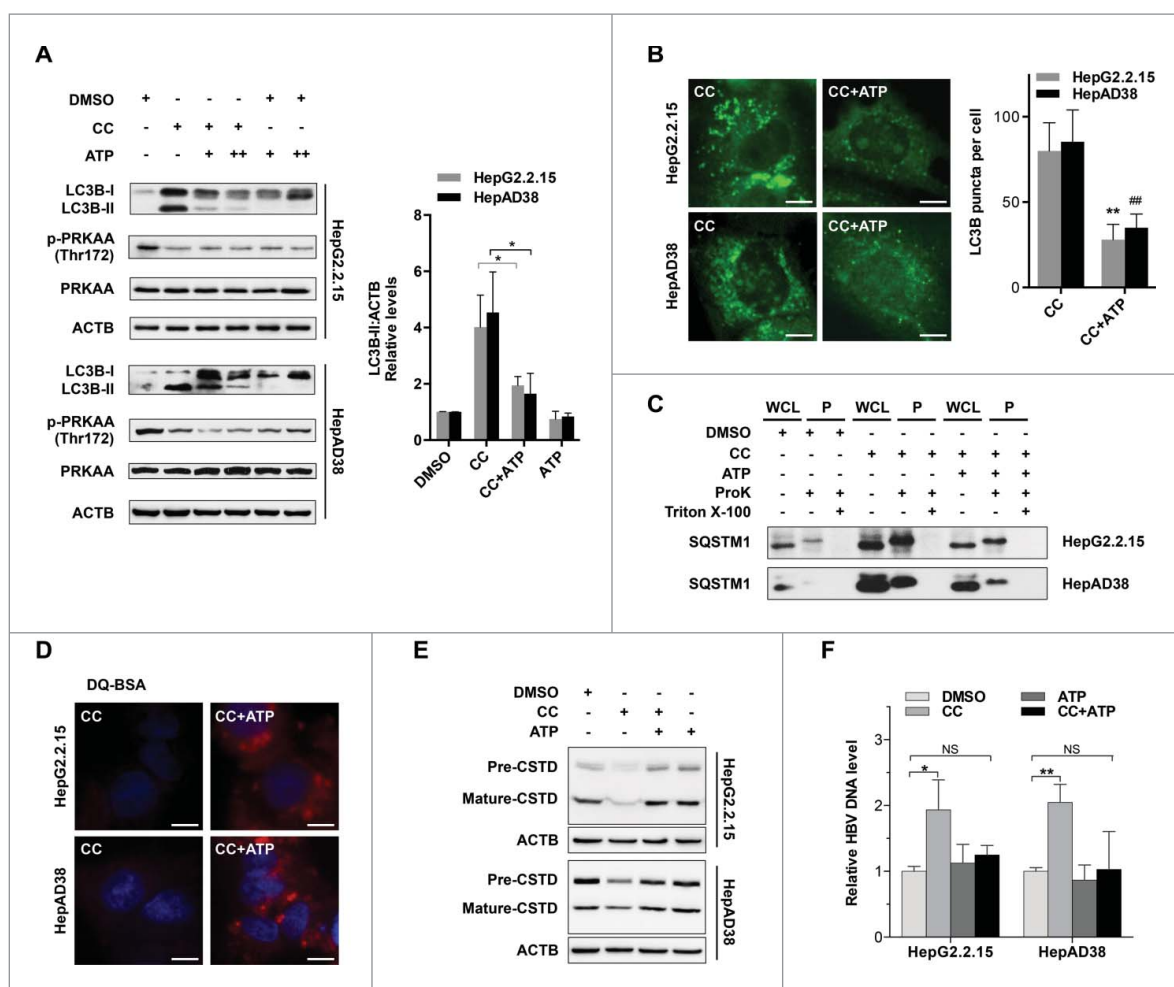 A
DMSO + - - - + +
CC - + + + - -
ATP - - + ++ + ++
LC3B-I
LC3B-II
p-PRKAA
(Thr172)
PRKAA
ACTB
HepG2.2.15
LC3B-I
LC3B-II
p-PRKAA
(Thr172)
PRKAA
ACTB
HepAD38
HepG2.2.15
HepAD38
* *
LC3B-II:ACTB
Relative levels
8
6
4
2
0
DMSO CC CC+ATP ATP
B
HepG2.2.15
HepAD38
CC CC+ATP
CC CC+ATP
HepG2.2.15
HepAD38
LC3B puncta per cell
100
50
0
** ##
CC CC+ATP
C
WCL P WCL P WCL P
DMSO + + + - - - - - -
CC - - - + + + + + +
ATP - - - - - - + + +
ProK - + + - + + - + +
Triton X-100 - - + - - + - - +
SQSTM1 HepG2.2.15
SQSTM1 HepAD38
D
DQ-BSA
CC CC+ATP
HepG2.2.15
CC CC+ATP
HepAD38
E
DMSO + - - -
CC - + + -
ATP - - + +
Pre-CSTD
Mature-CSTD
ACTB
HepG2.2.15
Pre-CSTD
Mature-CSTD
ACTB
HepAD38
F
DMSO ATP
CC CC+ATP
Relative HBV DNA level
3
2
1
0
NS NS
* **
HepG2.2.15 HepAD38